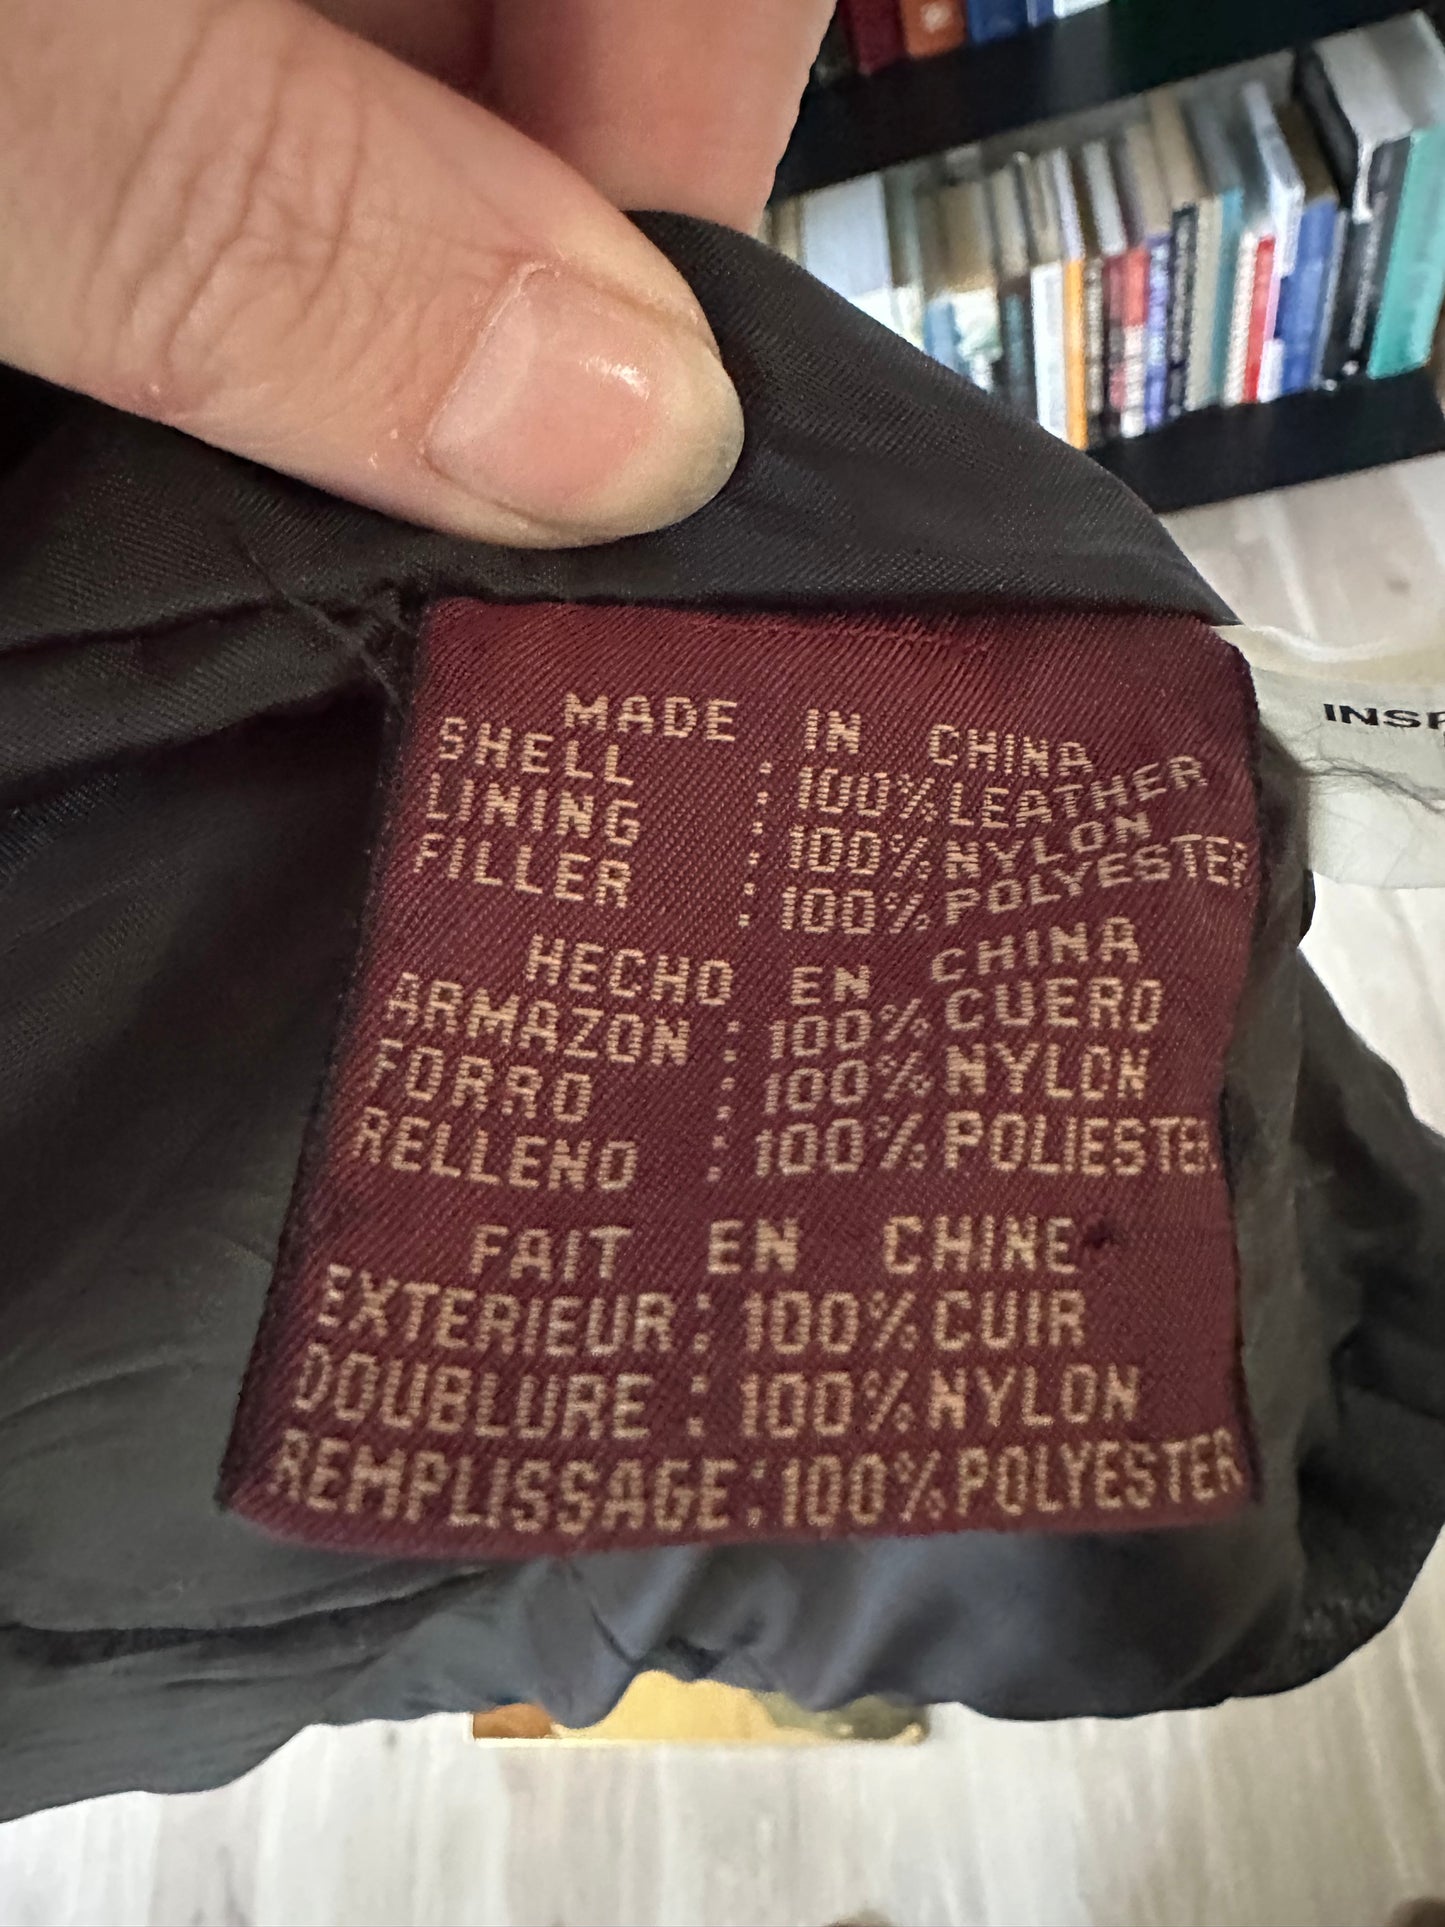 MADE IN CHINA
SHELL : 100% LEATHER
LINING : 100% NYLON
FILLER : 100% POLYESTER
HECHO EN CHINA
ARMAZON : 100% CUERO
FORRO : 100% NYLON
RELLENO : 100% POLIESTER
FAIT EN CHINE
EXTERIEUR : 100% CUIR
DOUBLURE : 100% NYLON
REMPLISSAGE : 100% POLYESTER